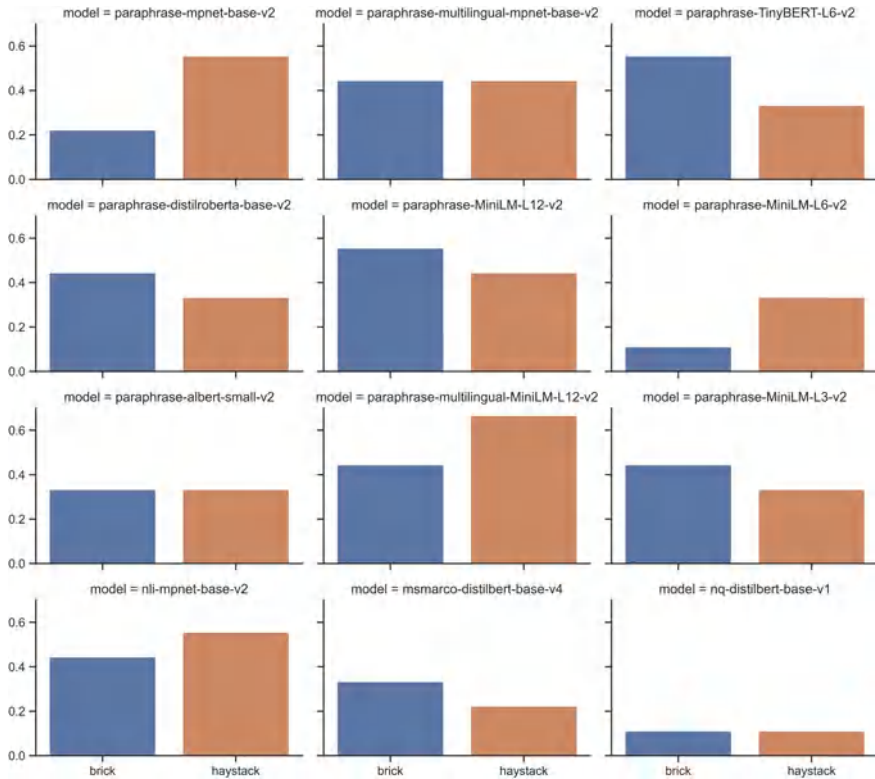 model = paraphrase-mpnet-base-v2
model = paraphrase-multilingual-mpnet-base-v2
model = paraphrase-TinyBERT-L6-v2
0.6
0.4
0.2
0.0
model = paraphrase-distilroberta-base-v2
model = paraphrase-MiniLM-L12-v2
model = paraphrase-MiniLM-L6-v2
0.6
0.4
0.2
0.0
model = paraphrase-albert-small-v2
model = paraphrase-multilingual-MiniLM-L12-v2
model = paraphrase-MiniLM-L3-v2
0.6
0.4
0.2
0.0
model = nli-mpnet-base-v2
model = msmarco-distilbert-base-v4
model = nq-distilbert-base-v1
0.6
0.4
0.2
0.0
brick haystack brick haystack brick haystack